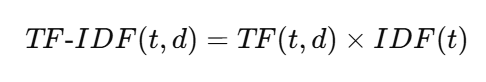 TF-IDF(t, d) = TF(t, d) × IDF(t)